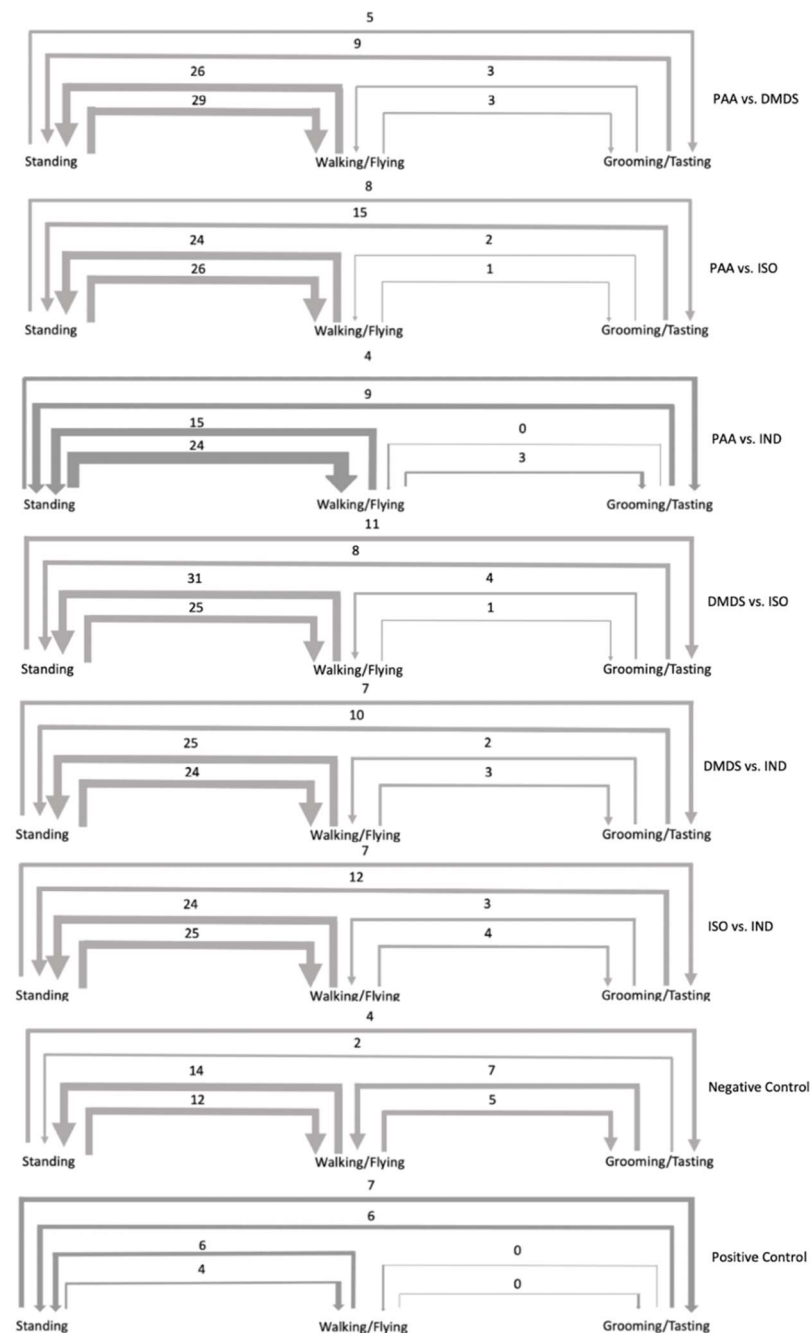 5
9
26 3
29 3
PAA vs. DMDS
Standing Walking/Flying Grooming/Tasting
8
15
24 2
26 1
PAA vs. ISO
Standing Walking/Flying Grooming/Tasting
4
9
15 0
24 3
PAA vs. IND
Standing Walking/Flying Grooming/Tasting
11
8
31 4
25 1
DMDS vs. ISO
Standing Walking/Flying Grooming/Tasting
7
10
25 2
24 3
DMDS vs. IND
Standing Walking/Flying Grooming/Tasting
7
12
24 3
25 4
ISO vs. IND
Standing Walking/Flying Grooming/Tasting
4
2
14 7
12 5
Negative Control
Standing Walking/Flying Grooming/Tasting
7
6
6 0
4 0
Positive Control
Standing Walking/Flying Grooming/Tasting